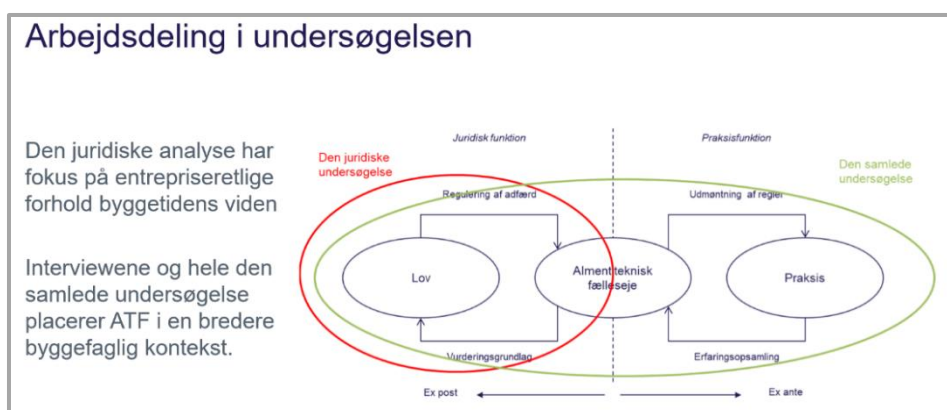 Arbejdsdeling i undersøgelsen
Den juridiske analyse har
fokus på entrepriseretlige
forhold byggetidens viden
Interviewene og hele den
samlede undersøgelse
placerer ATF i en bredere
byggefaglig kontekst.
Juridisk funktion
Praksisfunktion
Den juridiske
undersøgelse
Den samlede
undersøgelse
Regulering af adfærd
Udmøntning af regler
Lov
Alment teknisk
fælleseje
Praksis
Vurderingsgrundlag
Erfaringsopsamling
Ex post
Ex ante